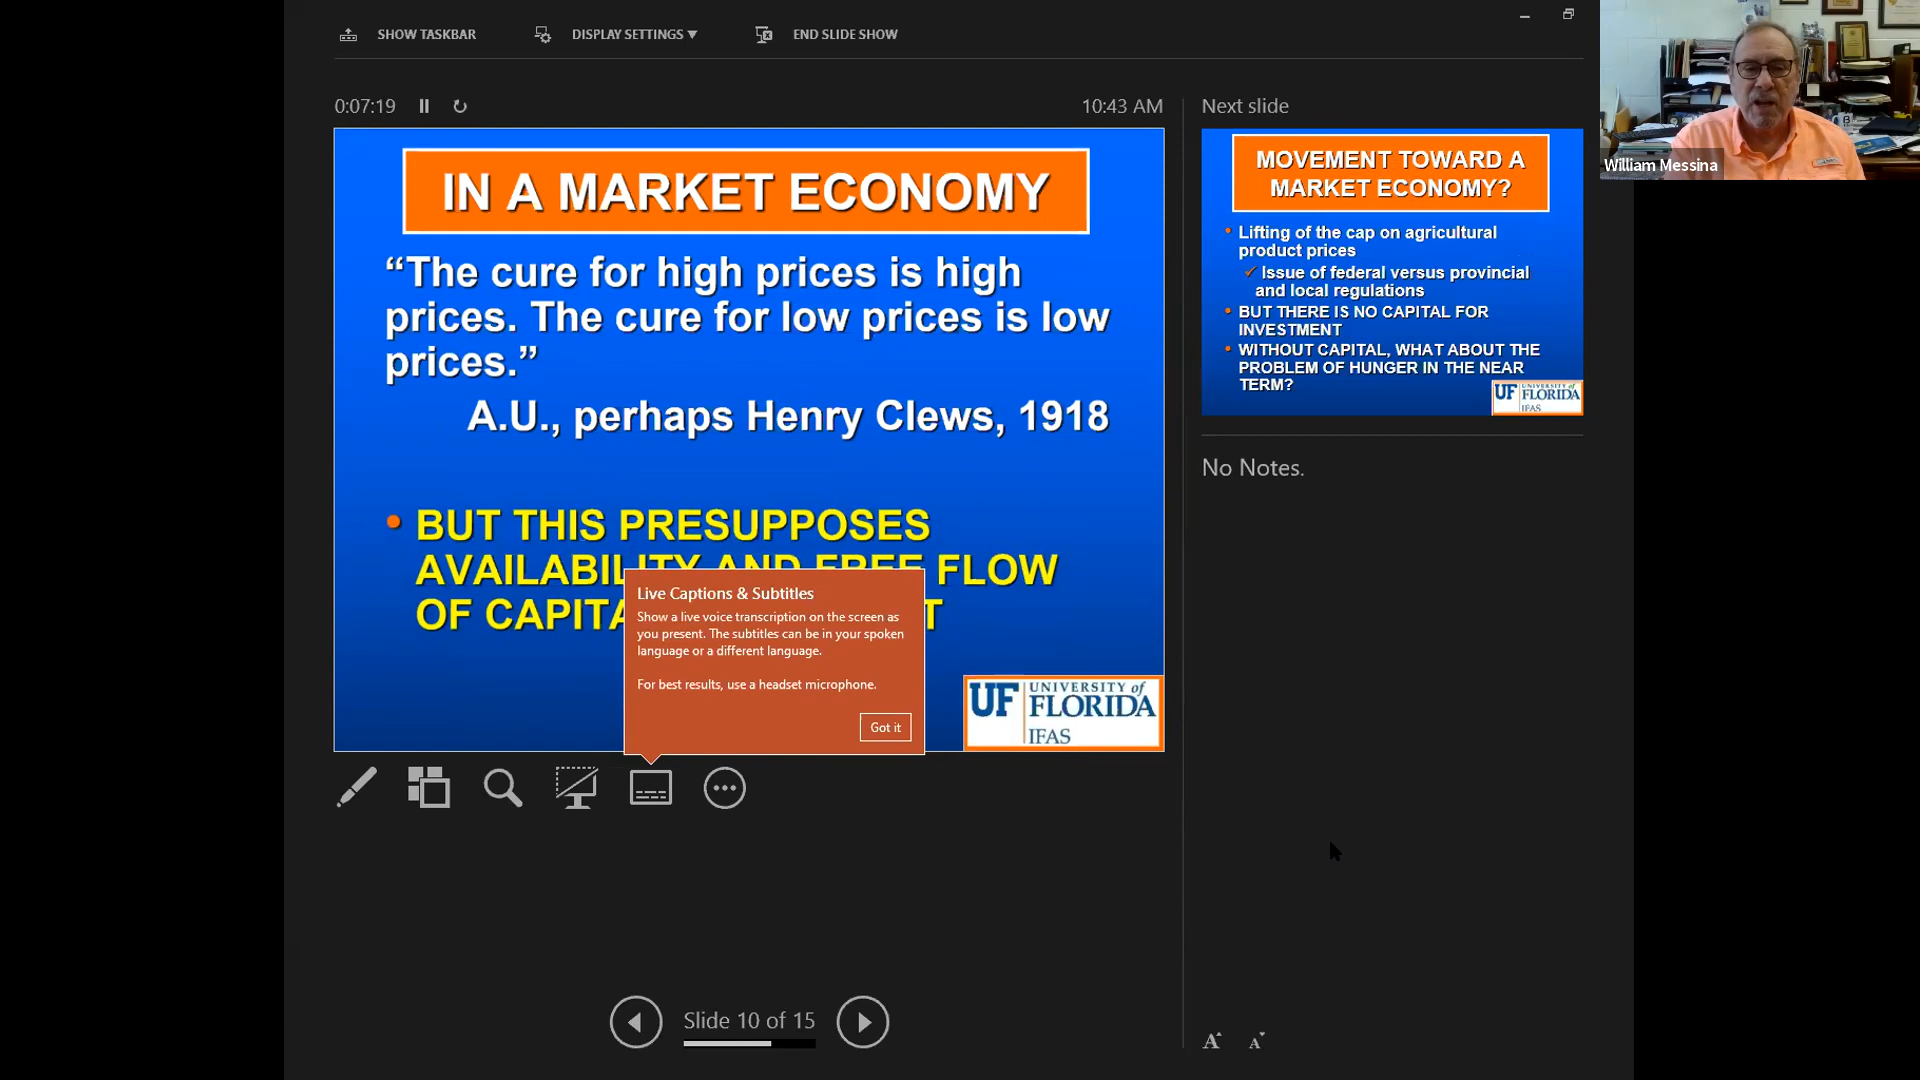 SHOW TASKBAR
DISPLAY SETTINGS ▼
END SLIDE SHOW
0:07:19
10:43 AM
IN A MARKET ECONOMY
“The cure for high prices is high
prices. The cure for low prices is low
prices.”
A.U., perhaps Henry Clews, 1918
• BUT THIS PRESUPPOSES
AVAILABILITY AND FREE FLOW
OF CAPITA
T
Live Captions & Subtitles
Show a live voice transcription on the screen as
you present. The subtitles can be in your spoken
language or a different language.
For best results, use a headset microphone.
Got it
UF UNIVERSITY of
FLORIDA
IFAS
Slide 10 of 15
Next slide
MOVEMENT TOWARD A
MARKET ECONOMY?
• Lifting of the cap on agricultural
product prices
✓ Issue of federal versus provincial
and local regulations
• BUT THERE IS NO CAPITAL FOR
INVESTMENT
• WITHOUT CAPITAL, WHAT ABOUT THE
PROBLEM OF HUNGER IN THE NEAR
TERM?
UF UNIVERSITY of
FLORIDA
IFAS
No Notes.
A A
William Messina